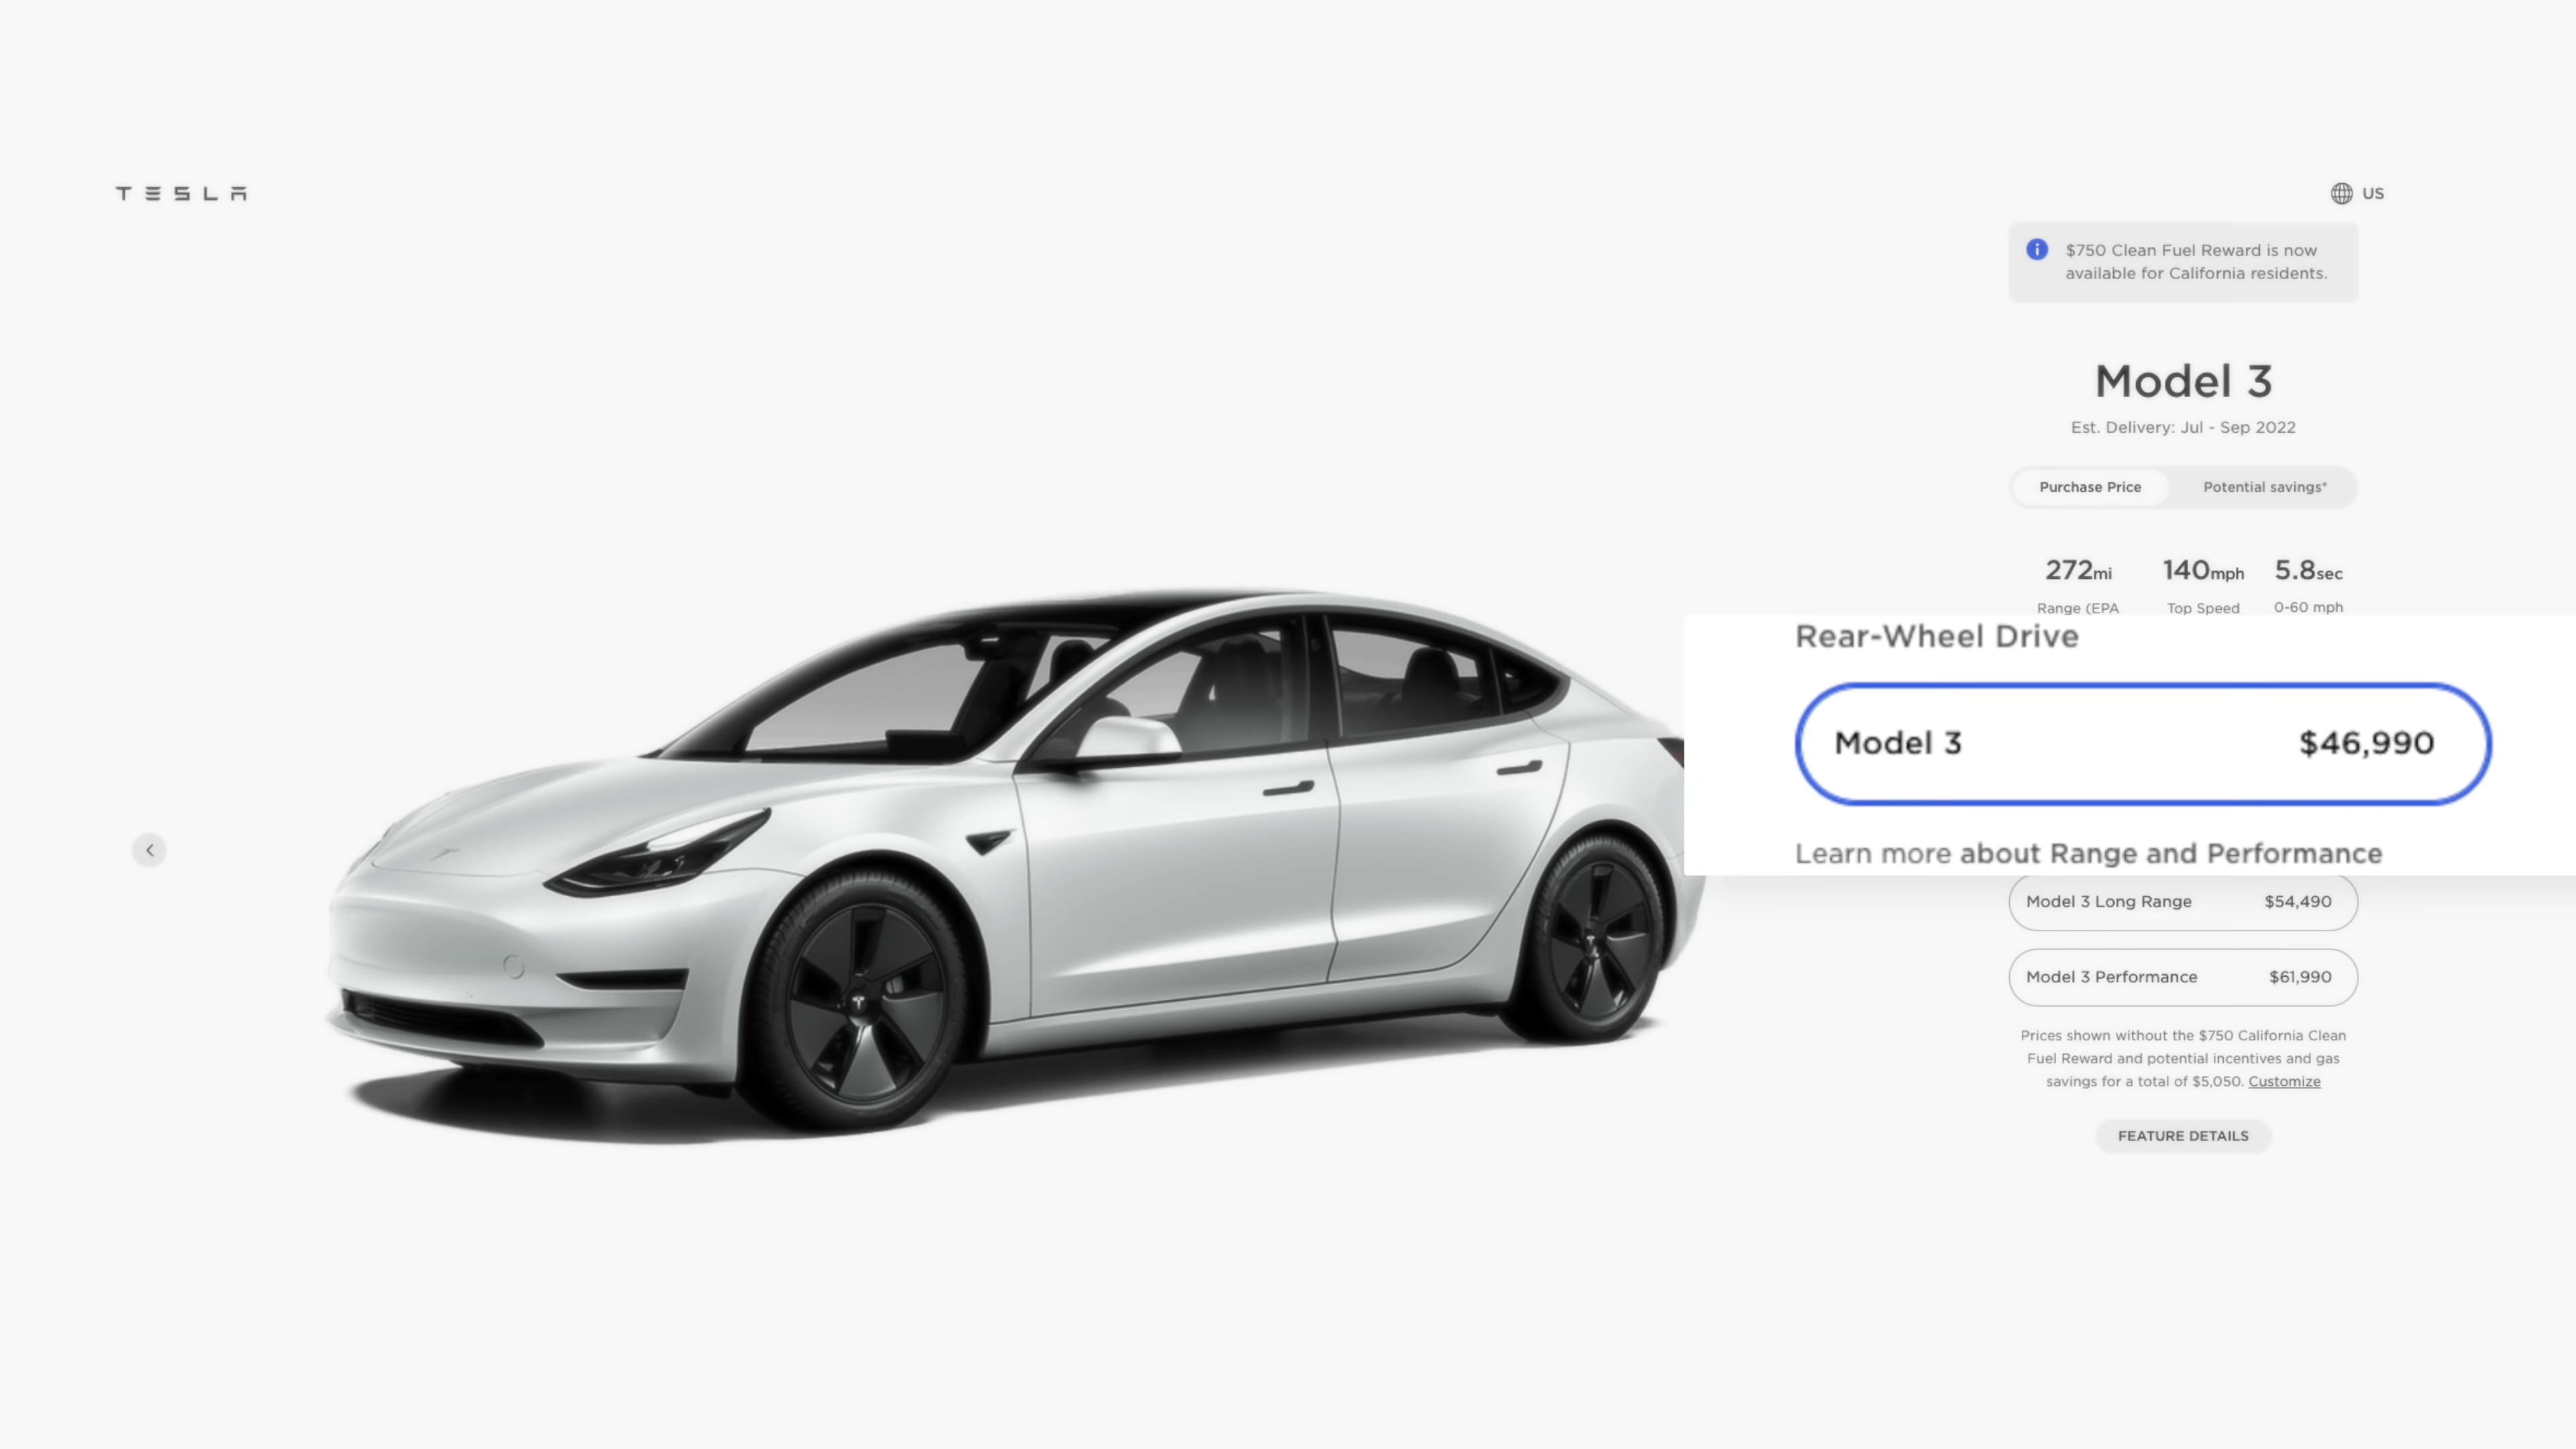 TESLA
US
$750 Clean Fuel Reward is now
available for California residents.
Model 3
Est. Delivery: Jul - Sep 2022
Purchase Price Potential savings*
272mi 140mph 5.8sec
Range (EPA Top Speed 0-60 mph
Rear-Wheel Drive
Model 3 $46,990
Learn more about Range and Performance
Model 3 Long Range $54,490
Model 3 Performance $61,990
Prices shown without the $750 California Clean
Fuel Reward and potential incentives and gas
savings for a total of $5,050. Customize
FEATURE DETAILS